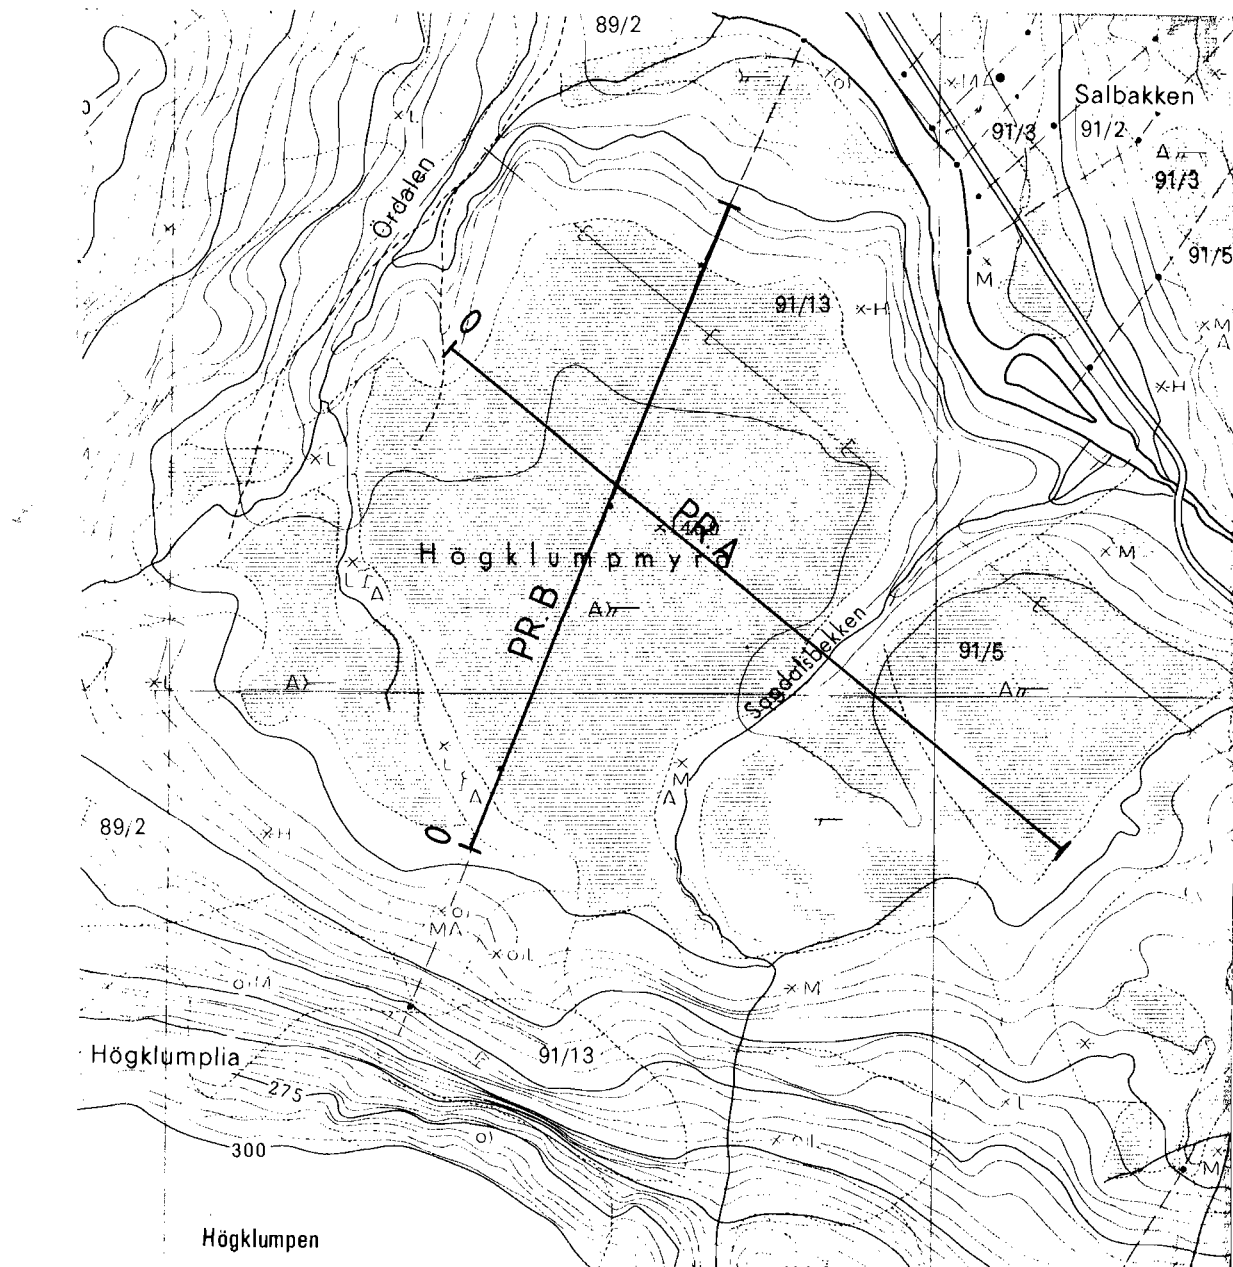 89/2
Salbakken
91/3
91/2
91/3
91/5
Ördalen
M
91/13
H
M
A
H
L
L
0
PR.A
Högklumpmyra
L
A
M
PR.B
A
Sagdalsbekken
91/5
A
L
A
L
A
M
A
0
89/2
H
MA
M
Högklumplia
91/13
275
L
300
M
Högklumpen